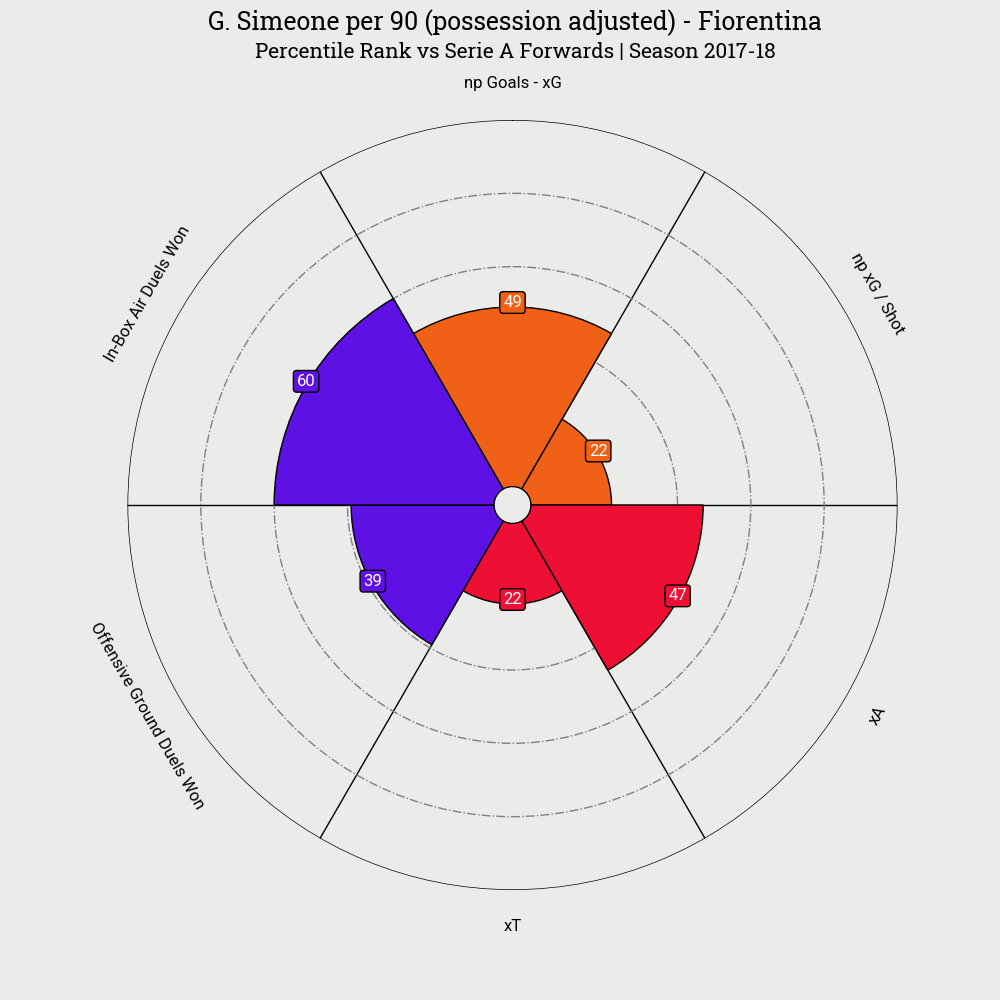 G. Simeone per 90 (possession adjusted) - Fiorentina
Percentile Rank vs Serie A Forwards | Season 2017-18
np Goals - xG
In-Box Air Duels Won
np xG / Shot
49
60
22
39
22
47
Offensive Ground Duels Won
xA
xT